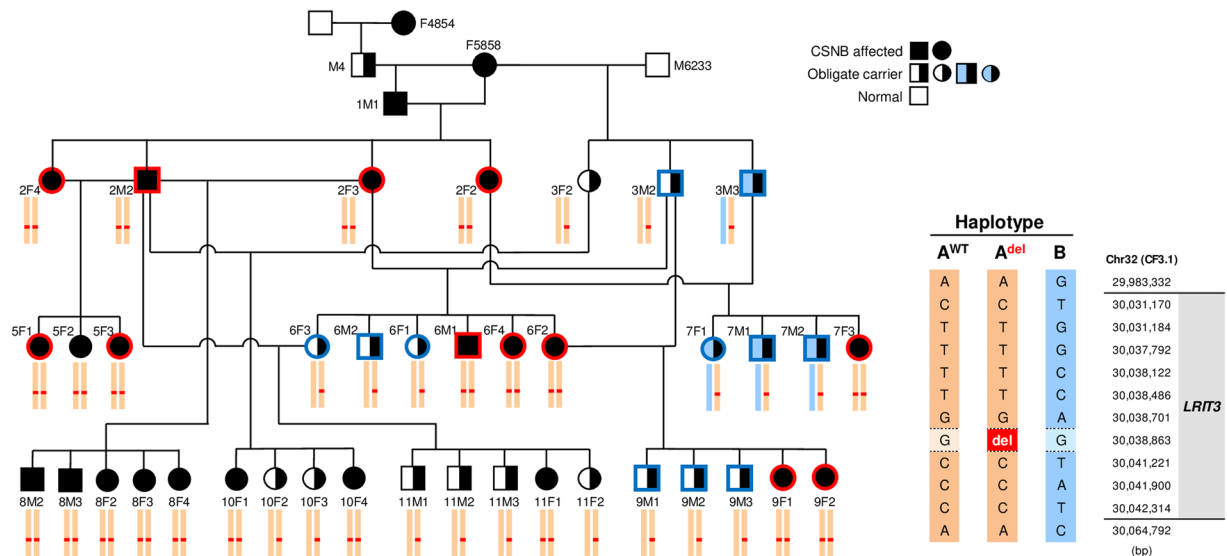 F4854
F5858
M4
M6233
1M1
CSNB affected
Obligate carrier
Normal
2F4
2M2
2F3
2F2
3F2
3M2
3M3
5F1
5F2
5F3
6F3
6M2
6F1
6M1
6F4
6F2
7F1
7M1
7M2
7F3
8M2
8M3
8F2
8F3
8F4
10F1
10F2
10F3
10F4
11M1
11M2
11M3
11F1
11F2
9M1
9M2
9M3
9F1
9F2
Haplotype
AWT Adel B Chr32 (CF3.1)
A A G 29,983,332
C C T 30,031,170
T T G 30,031,184
T T G 30,037,792
T T C 30,038,122
T T C 30,038,486
G G A 30,038,701
G del G 30,038,863
C C T 30,041,221
C C A 30,041,900
C C T 30,042,314
A A C 30,064,792
LRIT3
(bp)